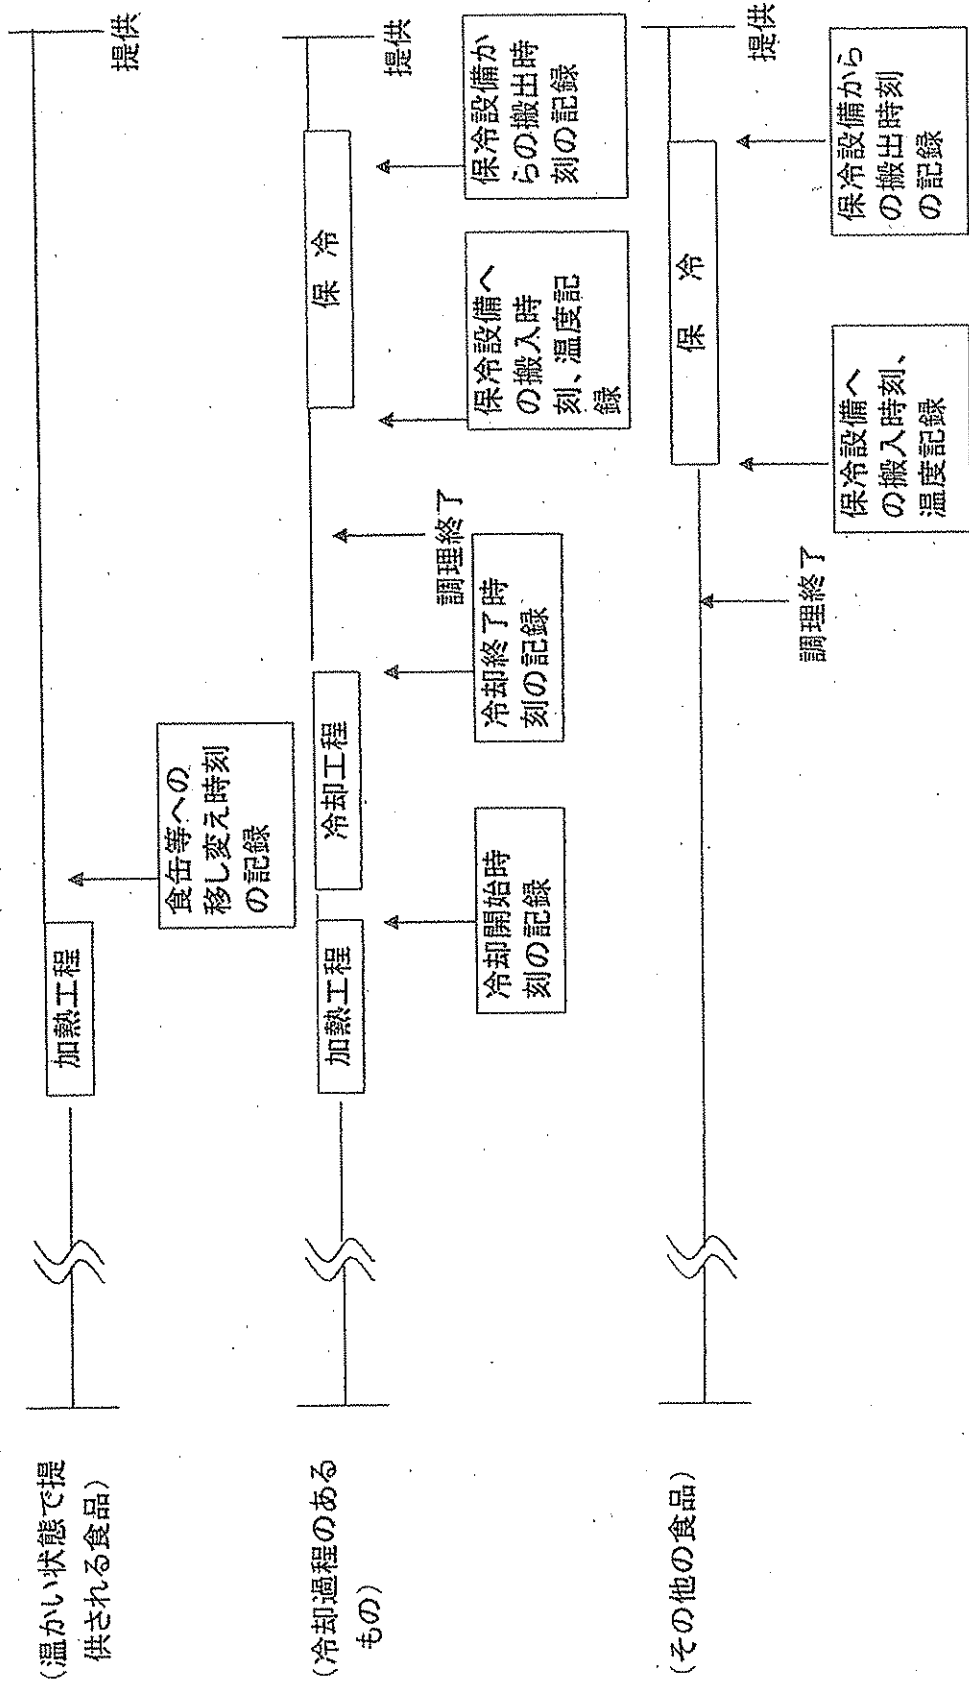 (温かい状態で提
供される食品)
加熱工程
食缶等への
移し変え時刻
の記録
提供
(冷却過程のある
もの)
加熱工程
冷却開始時
刻の記録
冷却工程
冷却終了時
刻の記録
調理終了
保冷設備へ
の搬入時
刻、温度記
録
保 冷
保冷設備か
らの搬出時
刻の記録
提供
(その他の食品)
調理終了
保冷設備へ
の搬入時刻、
温度記録
保 冷
保冷設備から
の搬出時刻
の記録
提供